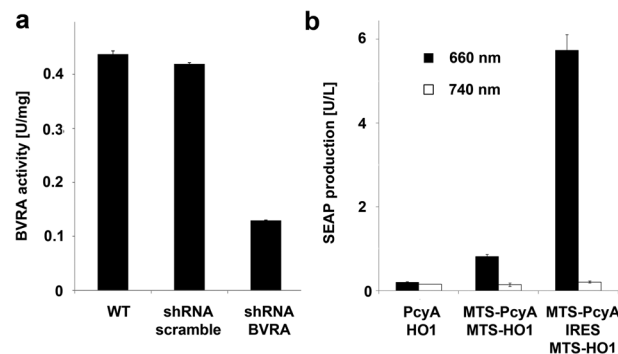 a
BVRA activity [U/mg]
0.4
0.3
0.2
0.1
0
WT
shRNA
scramble
shRNA
BVRA
b
SEAP production [U/L]
6
4
2
0
660 nm
740 nm
PcyA
HO1
MTS-PcyA
MTS-HO1
MTS-PcyA
IRES
MTS-HO1